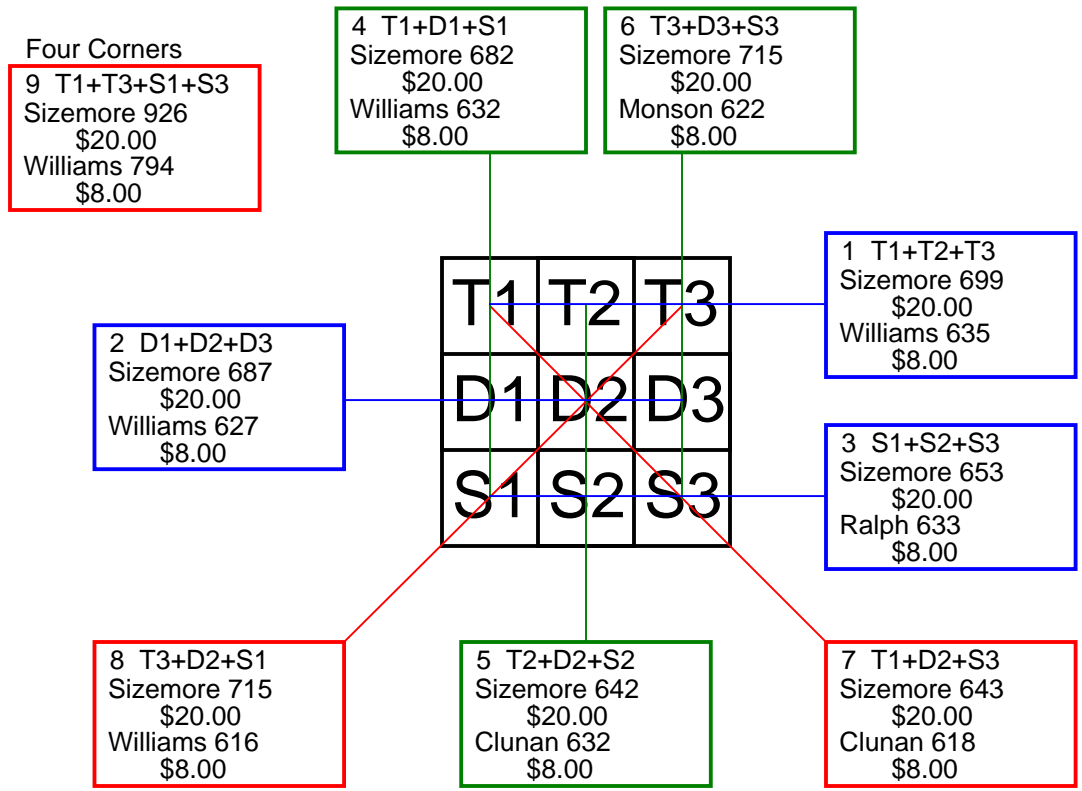 Four Corners
9 T1+T3+S1+S3
Sizemore 926
$20.00
Williams 794
$8.00
4 T1+D1+S1
Sizemore 682
$20.00
Williams 632
$8.00
6 T3+D3+S3
Sizemore 715
$20.00
Monson 622
$8.00
1 T1+T2+T3
Sizemore 699
$20.00
Williams 635
$8.00
2 D1+D2+D3
Sizemore 687
$20.00
Williams 627
$8.00
T1 T2 T3
D1 D2 D3
S1 S2 S3
3 S1+S2+S3
Sizemore 653
$20.00
Ralph 633
$8.00
8 T3+D2+S1
Sizemore 715
$20.00
Williams 616
$8.00
5 T2+D2+S2
Sizemore 642
$20.00
Clunan 632
$8.00
7 T1+D2+S3
Sizemore 643
$20.00
Clunan 618
$8.00